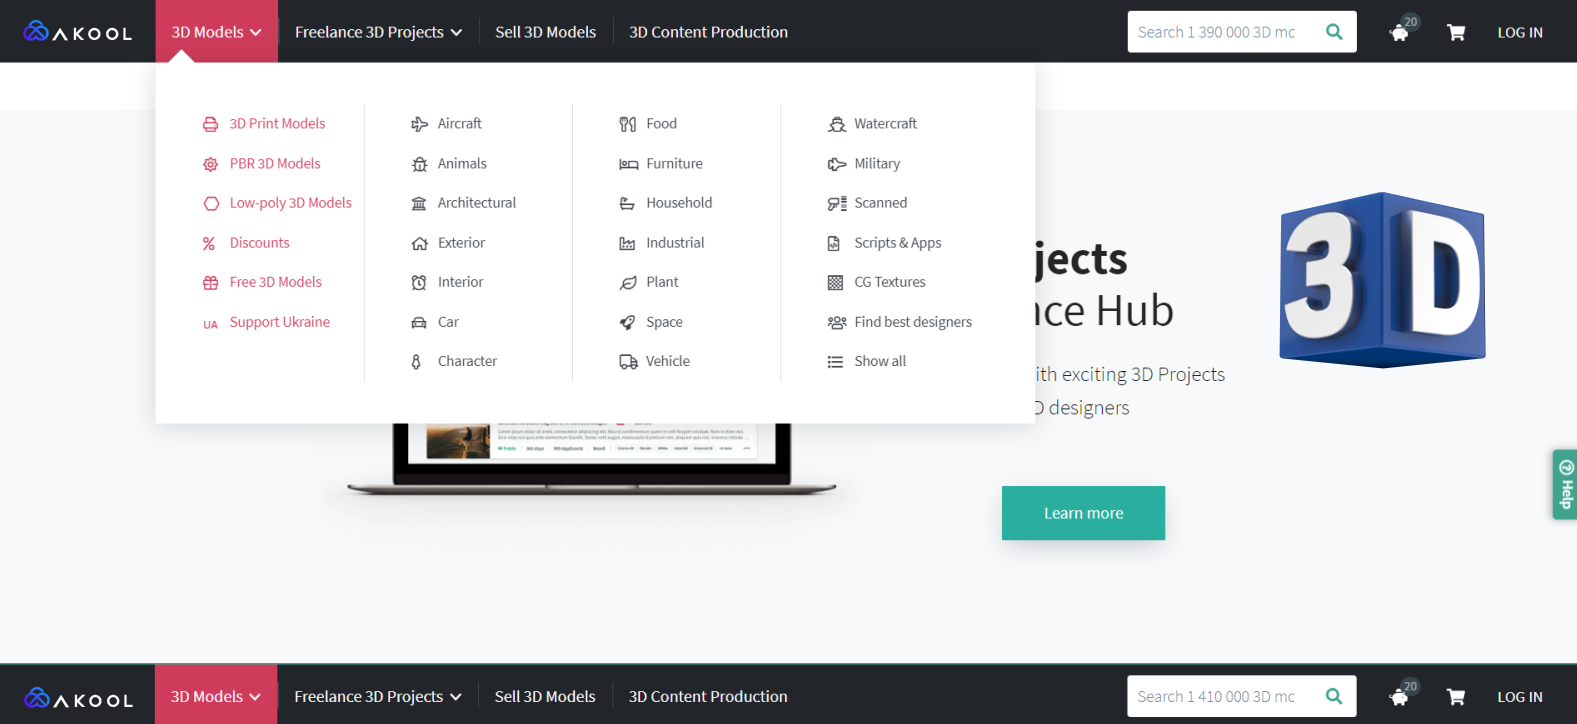 AKOOL
3D Models
Freelance 3D Projects
Sell 3D Models
3D Content Production
Search 1 390 000 3D mc
20
LOG IN
3D Print Models
PBR 3D Models
Low-poly 3D Models
Discounts
Free 3D Models
UA Support Ukraine
Aircraft
Animals
Architectural
Exterior
Interior
Car
Character
Food
Furniture
Household
Industrial
Plant
Space
Vehicle
Watercraft
Military
Scanned
Scripts & Apps
CG Textures
Find best designers
Show all
jects
nce Hub
ith exciting 3D Projects
D designers
3D
Learn more
Help
AKOOL
3D Models
Freelance 3D Projects
Sell 3D Models
3D Content Production
Search 1 410 000 3D mc
20
LOG IN